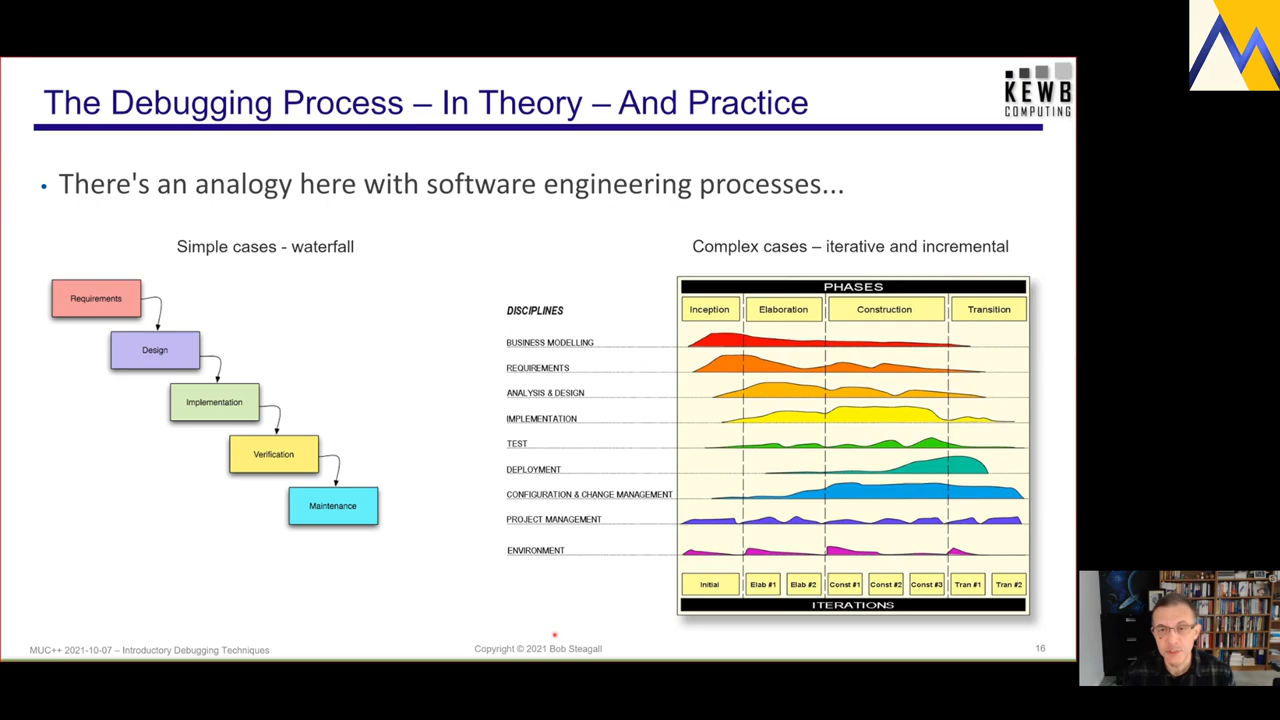 The Debugging Process – In Theory – And Practice
KEWB
COMPUTING
• There's an analogy here with software engineering processes...
Simple cases - waterfall
Requirements
Design
Implementation
Verification
Maintenance
Complex cases – iterative and incremental
PHASES
DISCIPLINES
Inception Elaboration Construction Transition
BUSINESS MODELLING
REQUIREMENTS
ANALYSIS & DESIGN
IMPLEMENTATION
TEST
DEPLOYMENT
CONFIGURATION & CHANGE MANAGEMENT
PROJECT MANAGEMENT
ENVIRONMENT
Initial Elab #1 Elab #2 Const #1 Const #2 Const #3 Tran #1 Tran #2
ITERATIONS
MUC++ 2021-10-07 – Introductory Debugging Techniques
Copyright © 2021 Bob Steagall
16